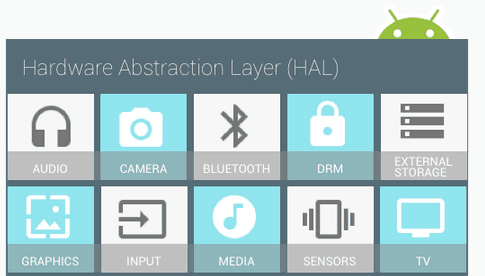 Hardware Abstraction Layer (HAL)
AUDIO
CAMERA
BLUETOOTH
DRM
EXTERNAL
STORAGE
GRAPHICS
INPUT
MEDIA
SENSORS
TV